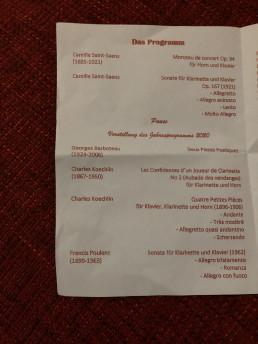 Das Programm
Camille Saint-Saens Morceau de concert Op. 94
(1835-1921) für Horn und Klavier
Camille Saint-Saens Sonate für Klarinette und Klavier
Op. 167 (1921)
- Allegretto
- Allegro animato
- Lento
- Molto Allegro
Pause
Vorstellung des Jahresprogramms 2020
Georges Barboteau Deux Pièces Poétiques
(1924-2006)
Charles Koechlin Les Confidences d'un Joueur de Clarinette
(1867-1950) No 2 (Aubade des vendanges)
für Klarinette und Horn
Charles Koechlin Quatre Petites Pièces
für Klavier, Klarinette und Horn (1896-1906)
- Andante
- Très modéré
- Allegretto quasi andantino
- Scherzando
Francis Poulenc Sonate für Klarinette und Klavier (1962)
(1899-1963) - Allegro tristamente
- Romanza
- Allegro con fuoco